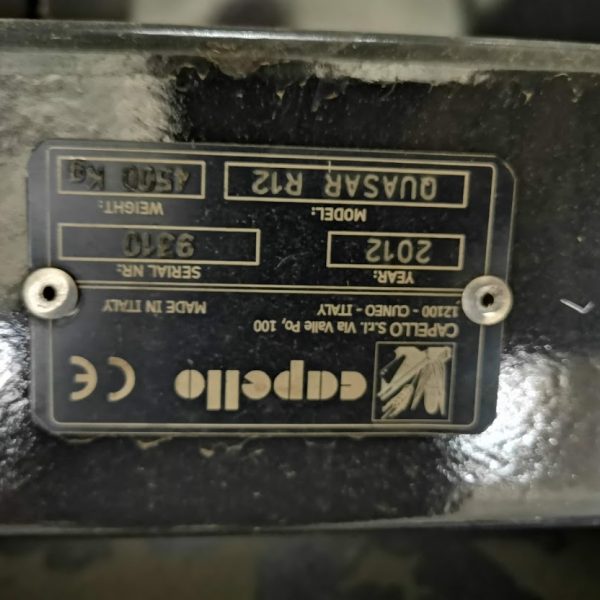 capello CE
CAPELLO S.r.l. Via Valle Po, 100
12100 - CUNEO - ITALY MADE IN ITALY
YEAR: SERIAL NR:
2012 9310
MODEL: WEIGHT:
QUASAR R12 4500 kg